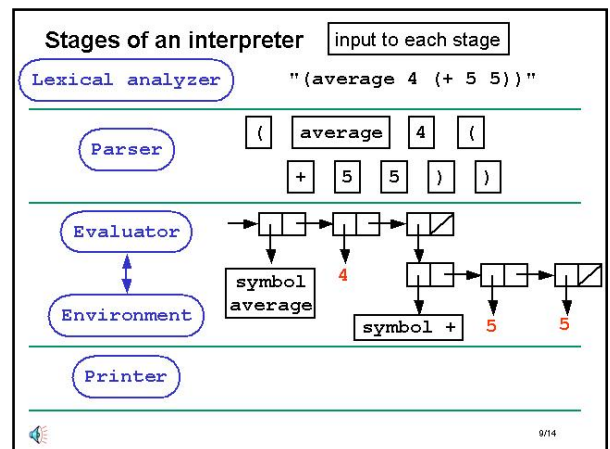 Stages of an interpreter
input to each stage
Lexical analyzer
"(average 4 (+ 5 5))"
Parser
( average 4 (
+ 5 5 ) )
Evaluator
symbol average
4
Environment
symbol +
5
5
Printer
9/14